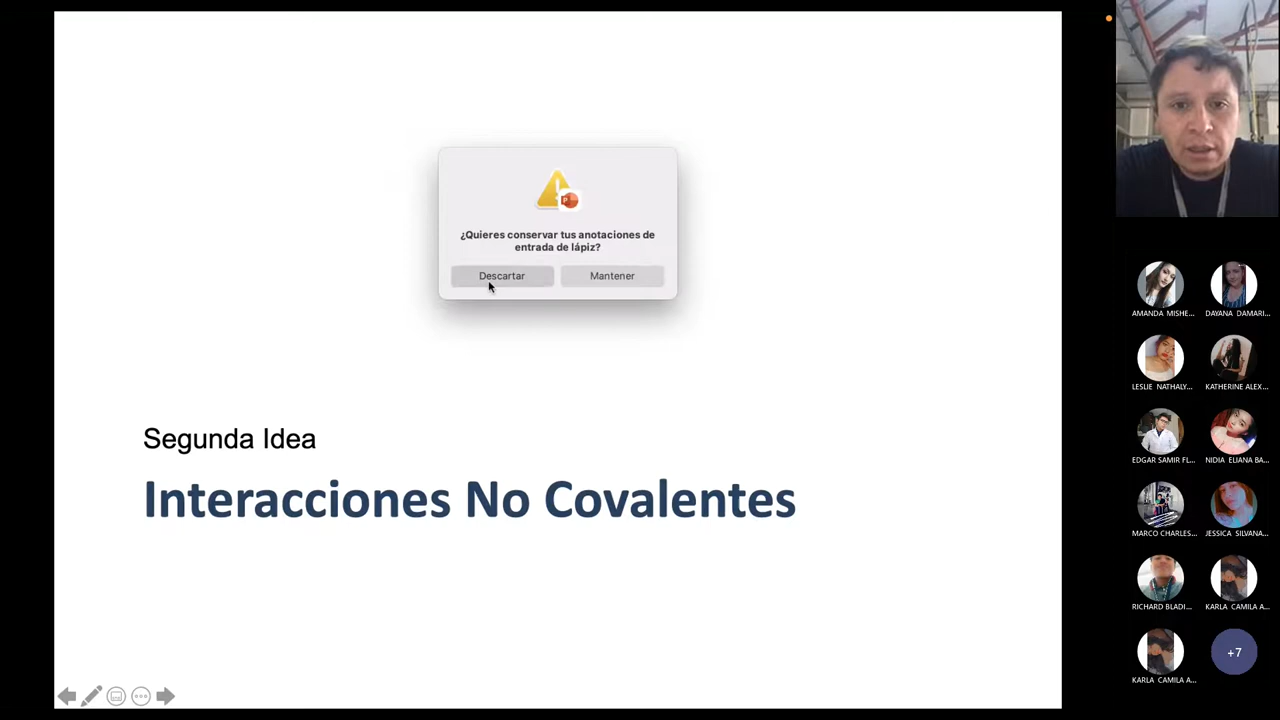 ¿Quieres conservar tus anotaciones de
entrada de lápiz?
Descartar
Mantener
Segunda Idea
Interacciones No Covalentes
AMANDA MISHE...
DAYANA DAMARI...
LESLIE NATHALY...
KATHERINE ALEX...
EDGAR SAMIR FL...
NIDIA ELIANA BA...
MARCO CHARLES...
JESSICA SILVANA...
RICHARD BLADI...
KARLA CAMILA A...
KARLA CAMILA A...
+7